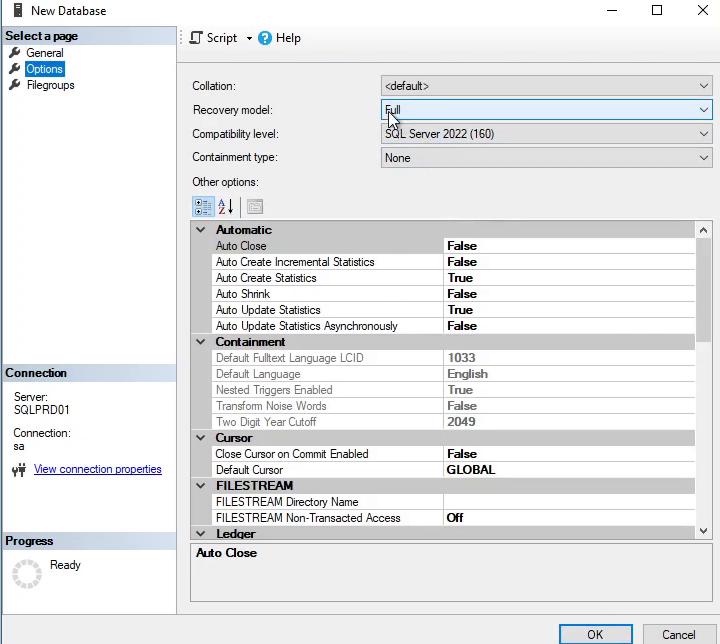 New Database
Select a page
General
Options
Filegroups
Script
Help
Collation: <default>
Recovery model: Full
Compatibility level: SQL Server 2022 (160)
Containment type: None
Other options:
Automatic
Auto Close False
Auto Create Incremental Statistics False
Auto Create Statistics True
Auto Shrink False
Auto Update Statistics True
Auto Update Statistics Asynchronously False
Containment
Default Fulltext Language LCID 1033
Default Language English
Nested Triggers Enabled True
Transform Noise Words False
Two Digit Year Cutoff 2049
Cursor
Close Cursor on Commit Enabled False
Default Cursor GLOBAL
FILESTREAM
FILESTREAM Directory Name
FILESTREAM Non-Transacted Access Off
Ledger
Auto Close
Connection
Server:
SQLPRD01
Connection:
sa
View connection properties
Progress
Ready
OK Cancel